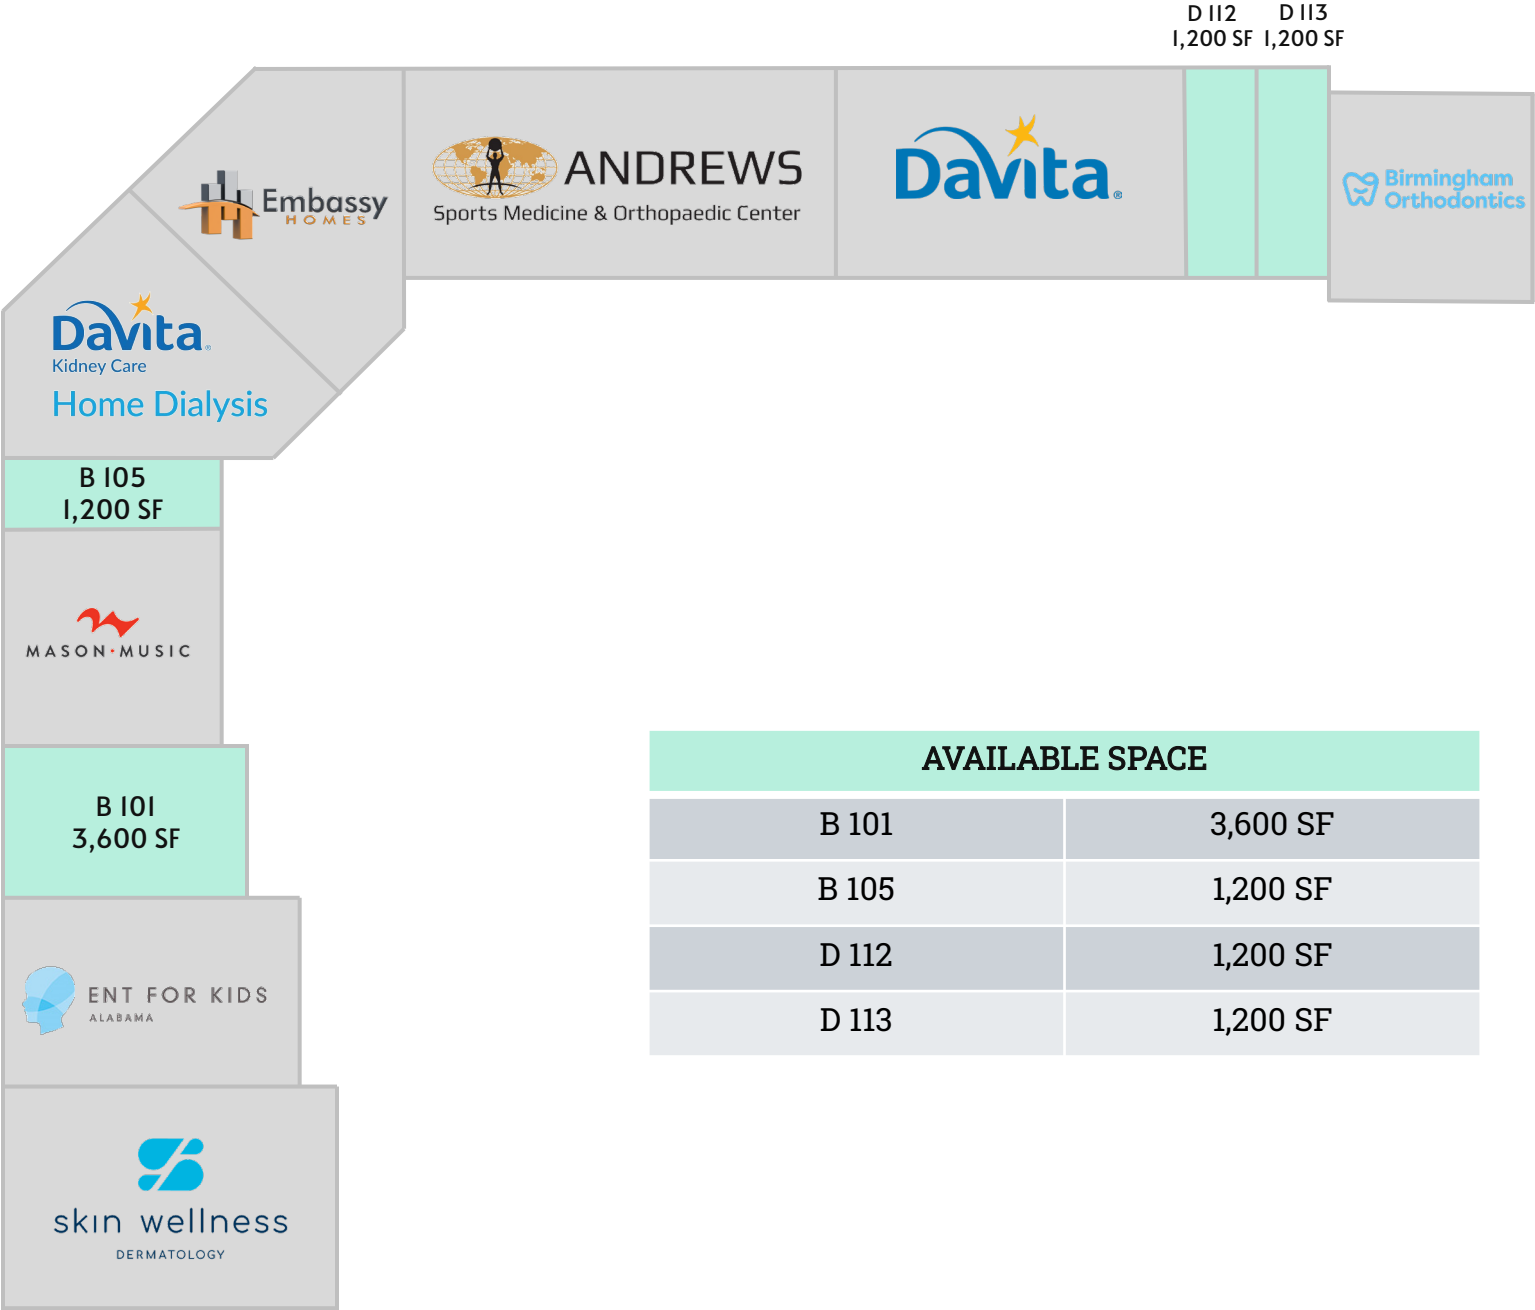 D 112
1,200 SF
D 113
1,200 SF
Embassy
HOMES
ANDREWS
Sports Medicine & Orthopaedic Center
DaVita®
Birmingham
Orthodontics
DaVita®
Kidney Care
Home Dialysis
B 105
1,200 SF
MASON·MUSIC
B 101
3,600 SF
ENT FOR KIDS
ALABAMA
skin wellness
DERMATOLOGY
AVAILABLE SPACE
B 101 3,600 SF
B 105 1,200 SF
D 112 1,200 SF
D 113 1,200 SF